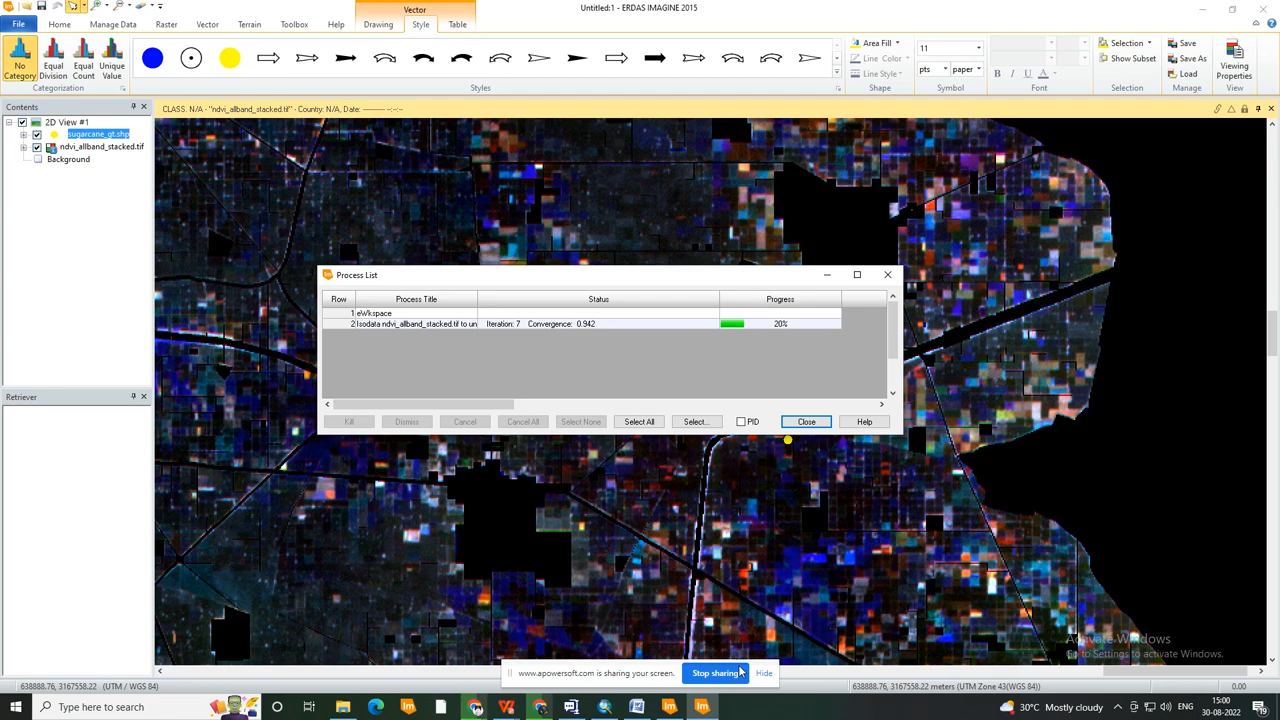 Vector
Untitled:1 - ERDAS IMAGINE 2015
File Home Manage Data Raster Vector Terrain Toolbox Help Drawing Style Table
No Category
Equal Division
Equal Count
Unique Value
Area Fill
Line Color
Line Style
11
pts paper
B I U A
Selection
Show Subset
Save
Save As
Load
Viewing Properties
Categorization Styles Shape Symbol Font Selection Manage View
Contents
CLASS. N/A - "ndvi_allband_stacked.tif" - Country: N/A, Date: ---------- --:--:--
2D View #1
sugarcane_gt.shp
ndvi_allband_stacked.tif
Background
Process List
Row Process Title Status Progress
1 eWkspace
2 Isodata ndvi_allband_stacked.tif to un Iteration: 7 Convergence: 0.942 20%
Kill Dismiss Cancel Cancel All Select None Select All Select... PID Close Help
Retriever
Activate Windows
Go to Settings to activate Windows.
www.apowersoft.com is sharing your screen. Stop sharing Hide
638888.76, 3167558.22 (UTM / WGS 84)
638888.76, 3167558.22 meters (UTM Zone 43(WGS 84))
0.00
Type here to search
30°C Mostly cloudy
15:00
30-08-2022